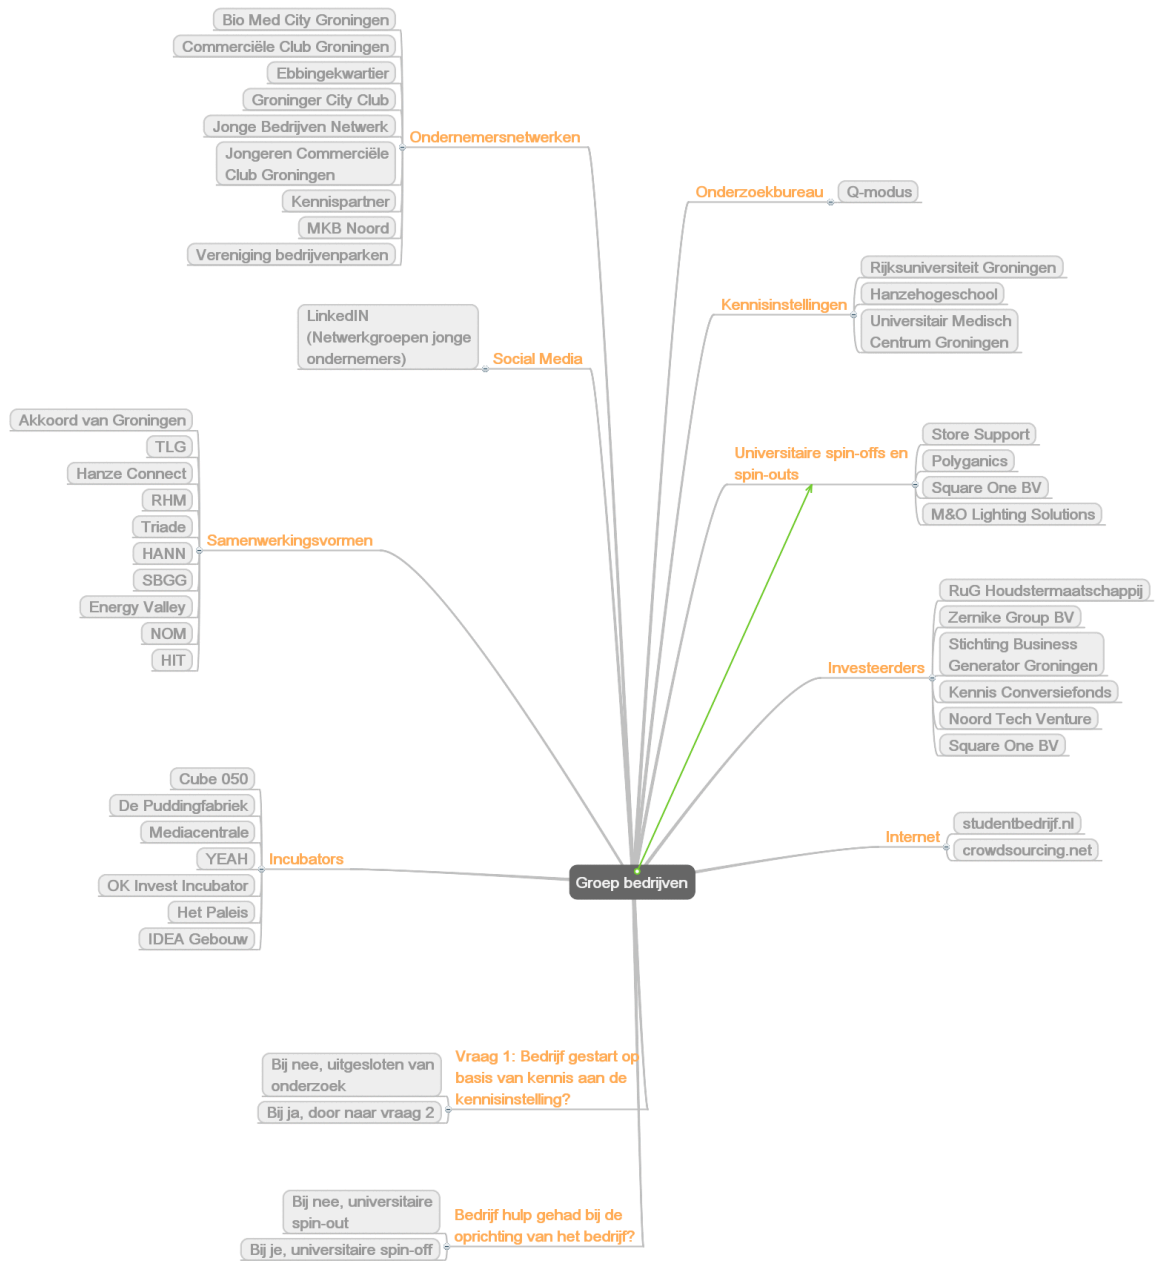 Bio Med City Groningen
Commerciële Club Groningen
Ebbingekwartier
Groninger City Club
Jonge Bedrijven Netwerk
Jongeren Commerciële
Club Groningen
Kennispartner
MKB Noord
Vereniging bedrijvenparken
Ondernemersnetwerken
LinkedIN
(Netwerkgroepen jonge
ondernemers)
Social Media
Akkoord van Groningen
TLG
Hanze Connect
RHM
Triade
HANN
SBGG
Energy Valley
NOM
HIT
Samenwerkingsvormen
Cube 050
De Puddingfabriek
Mediacentrale
YEAH
OK Invest Incubator
Het Paleis
IDEA Gebouw
Incubators
Groep bedrijven
Onderzoekbureau
Q-modus
Kennisinstellingen
Rijksuniversiteit Groningen
Hanzehogeschool
Universitair Medisch
Centrum Groningen
Universitaire spin-offs en
spin-outs
Store Support
Polyganics
Square One BV
M&O Lighting Solutions
Investeerders
RuG Houdstermaatschappij
Zernike Group BV
Stichting Business
Generator Groningen
Kennis Conversiefonds
Noord Tech Venture
Square One BV
Internet
studentbedrijf.nl
crowdsourcing.net
Vraag 1: Bedrijf gestart op
basis van kennis aan de
kennisinstelling?
Bij nee, uitgesloten van
onderzoek
Bij ja, door naar vraag 2
Bedrijf hulp gehad bij de
oprichting van het bedrijf?
Bij nee, universitaire
spin-out
Bij je, universitaire spin-off